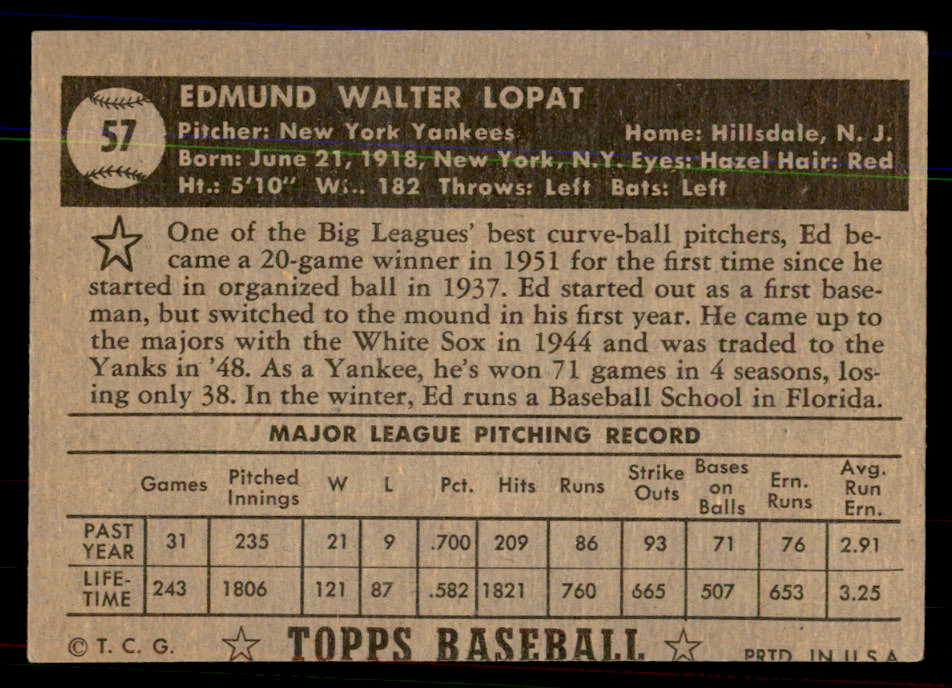 57
EDMUND WALTER LOPAT
Pitcher: New York Yankees Home: Hillsdale, N. J.
Born: June 21, 1918, New York, N.Y. Eyes: Hazel Hair: Red
Ht.: 5'10" Wt.. 182 Throws: Left Bats: Left
One of the Big Leagues' best curve-ball pitchers, Ed be-
came a 20-game winner in 1951 for the first time since he
started in organized ball in 1937. Ed started out as a first base-
man, but switched to the mound in his first year. He came up to
the majors with the White Sox in 1944 and was traded to the
Yanks in '48. As a Yankee, he's won 71 games in 4 seasons, los-
ing only 38. In the winter, Ed runs a Baseball School in Florida.
MAJOR LEAGUE PITCHING RECORD
Games Pitched Innings W L Pct. Hits Runs Strike Outs Bases on Balls Ern. Runs Avg. Run Ern.
PAST YEAR 31 235 21 9 .700 209 86 93 71 76 2.91
LIFE-TIME 243 1806 121 87 .582 1821 760 665 507 653 3.25
© T. C. G. TOPPS BASEBALL PRTD. IN U.S.A.